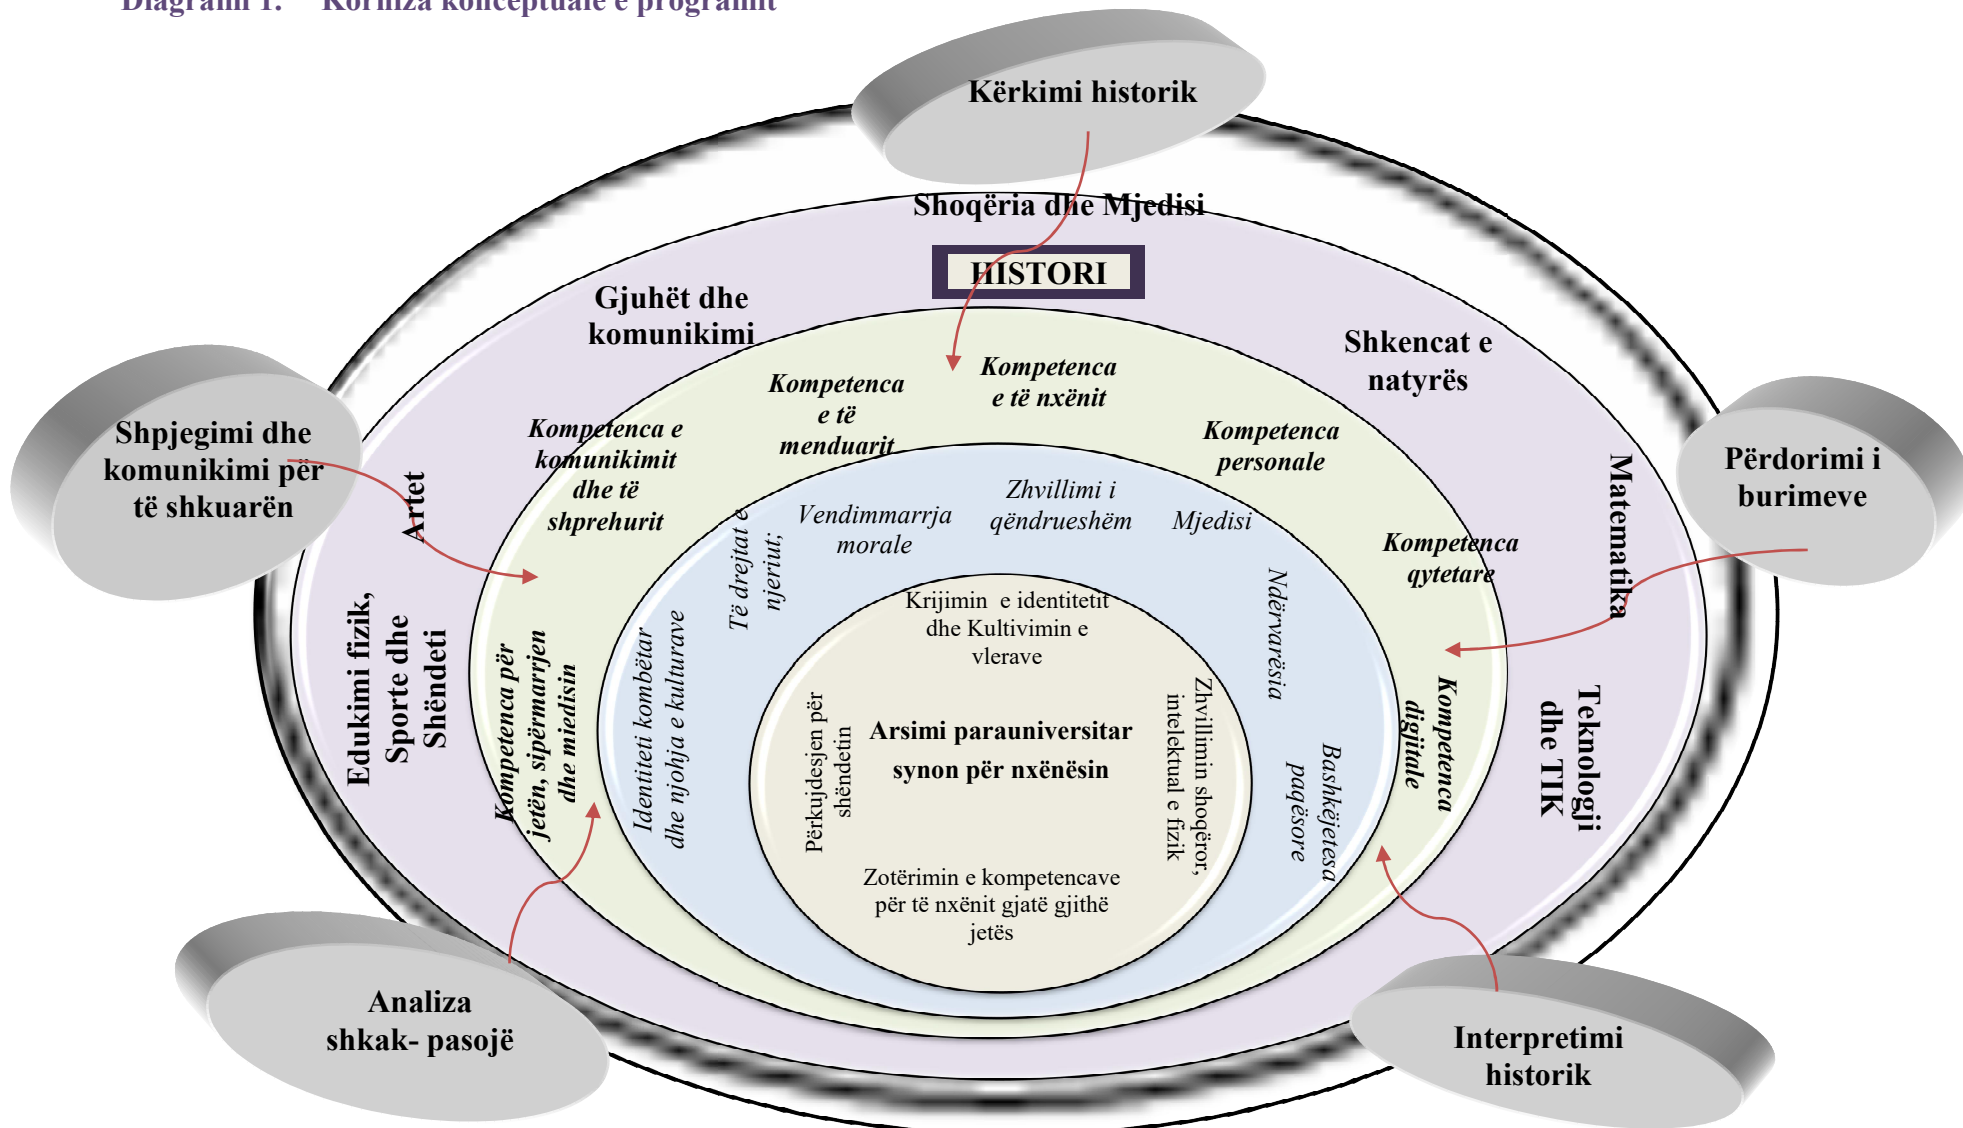 Diagrami 1. Korniza konceptuale e programit
Kërkimi historik
Shoqëria dhe Mjedisi
HISTORI
Gjuhët dhe
komunikimi
Shkencat e
natyrës
Matematika
Teknologji
dhe TIK
Artet
Edukimi fizik,
Sporte dhe
Shëndeti
Shpjegimi dhe
komunikimi për
të shkuarën
Përdorimi i
burimeve
Analiza
shkak- pasojë
Interpretimi
historik
Kompetenca e
komunikimit
dhe të
shprehurit
Kompetenca
e të
menduarit
Kompetenca
e të nxënit
Kompetenca
personale
Kompetenca
qytetare
Kompetenca
digjitale
Kompetenca për
jetën, sipërmarrjen
dhe mjedisin
Identiteti kombëtar
dhe njohja e kulturave
Të drejtat e
njeriut;
Vendimmarrja
morale
Zhvillimi i
qëndrueshëm
Mjedisi
Ndërvarësia
Bashkëjetesa
paqësore
Krijimin e identitetit
dhe Kultivimin e
vlerave
Përkujdesjen për
shëndetin
Arsimi parauniversitar
synon për nxënësin
Zhvillimin shoqëror,
intelektual e fizik
Zotërimin e kompetencave
për të nxënit gjatë gjithë
jetës